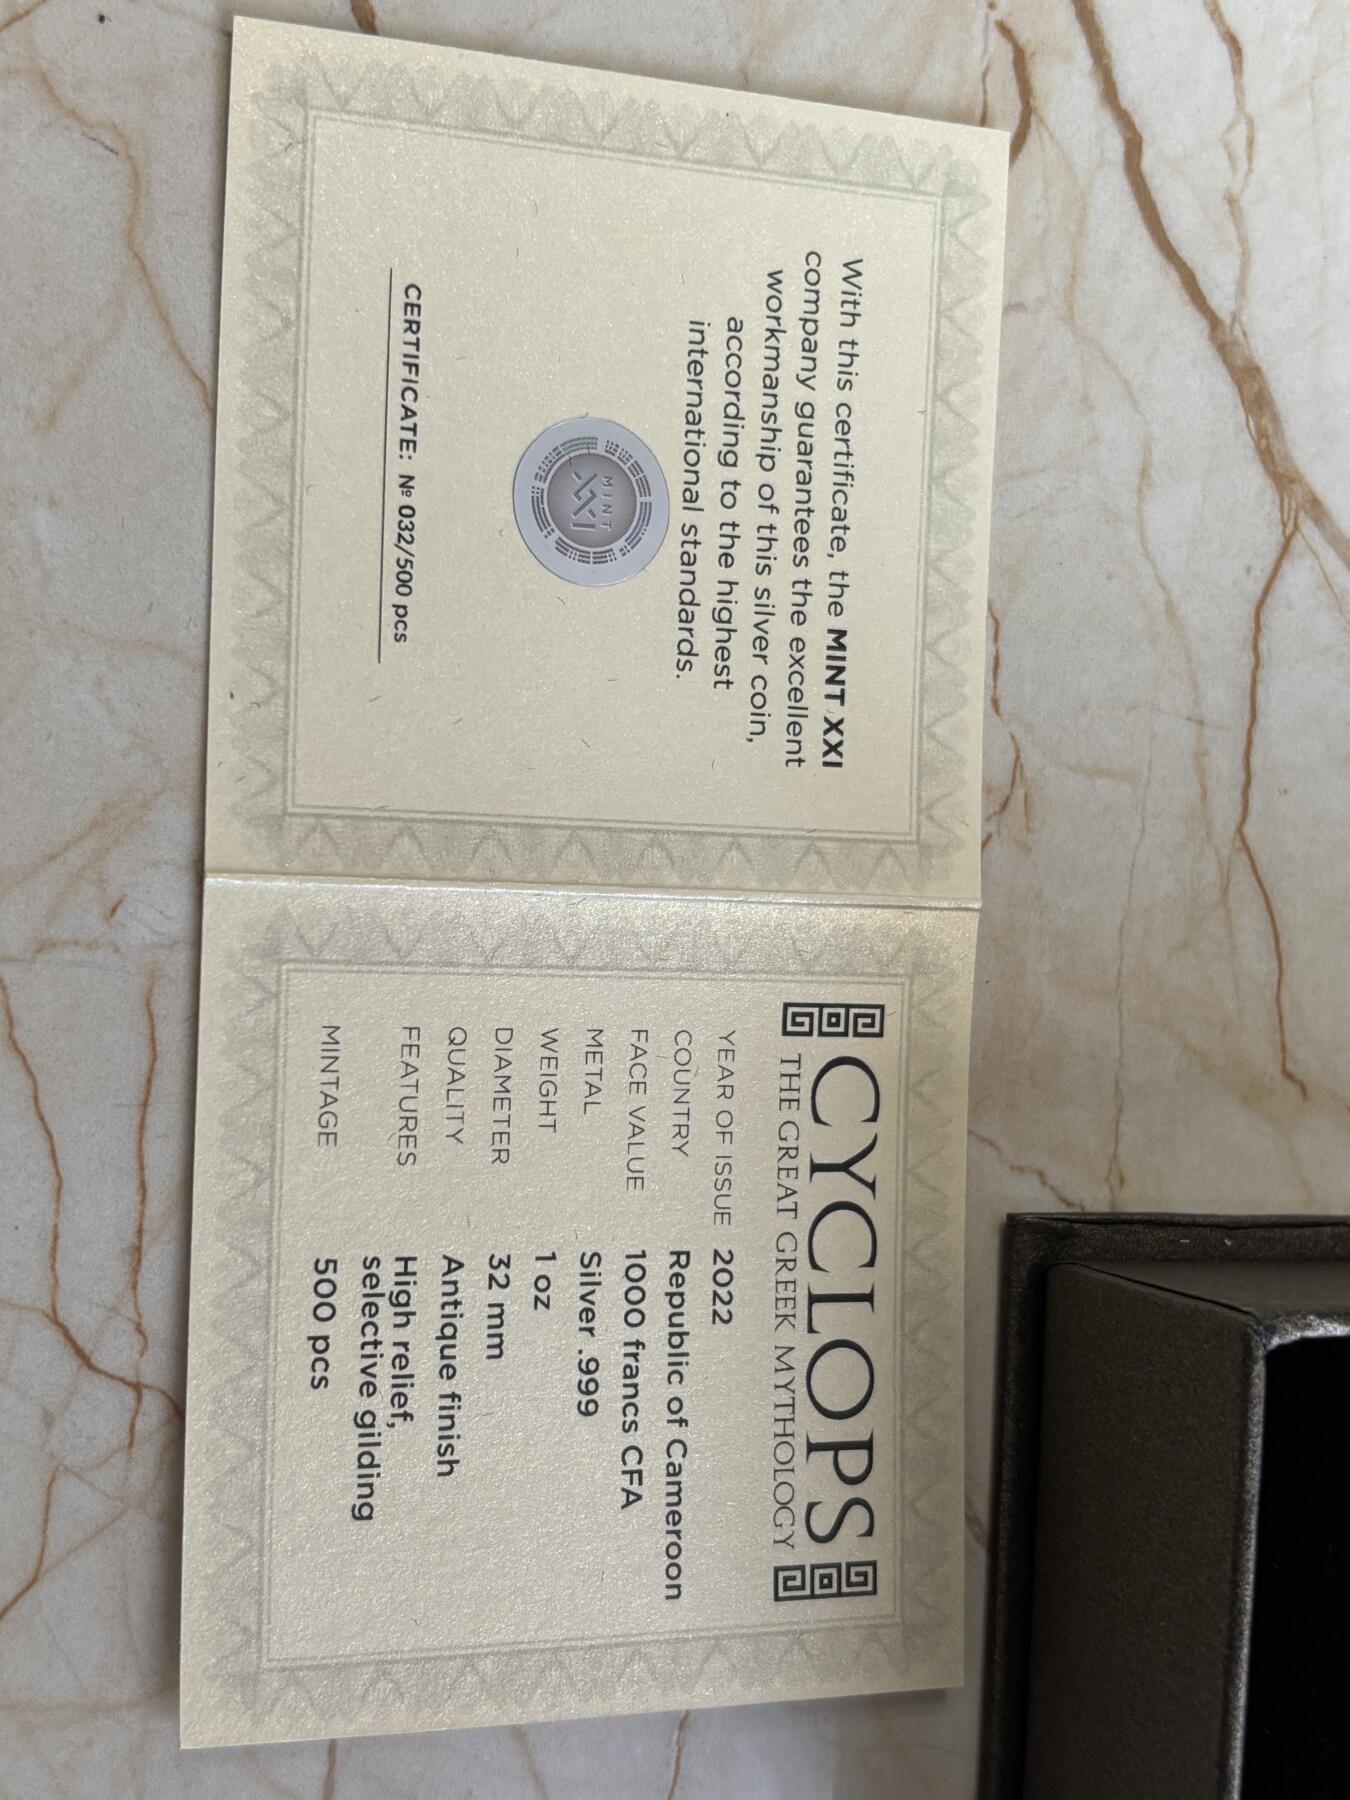 With this certificate, the MINT XXI
company guarantees the excellent
workmanship of this silver coin,
according to the highest
international standards.
MINT
XXI
CERTIFICATE: № 032/500 pcs
CYCLOPS
THE GREAT GREEK MYTHOLOGY
YEAR OF ISSUE 2022
COUNTRY Republic of Cameroon
FACE VALUE 1000 francs CFA
METAL Silver .999
WEIGHT 1 oz
DIAMETER 32 mm
QUALITY Antique finish
FEATURES High relief,
selective gilding
MINTAGE 500 pcs